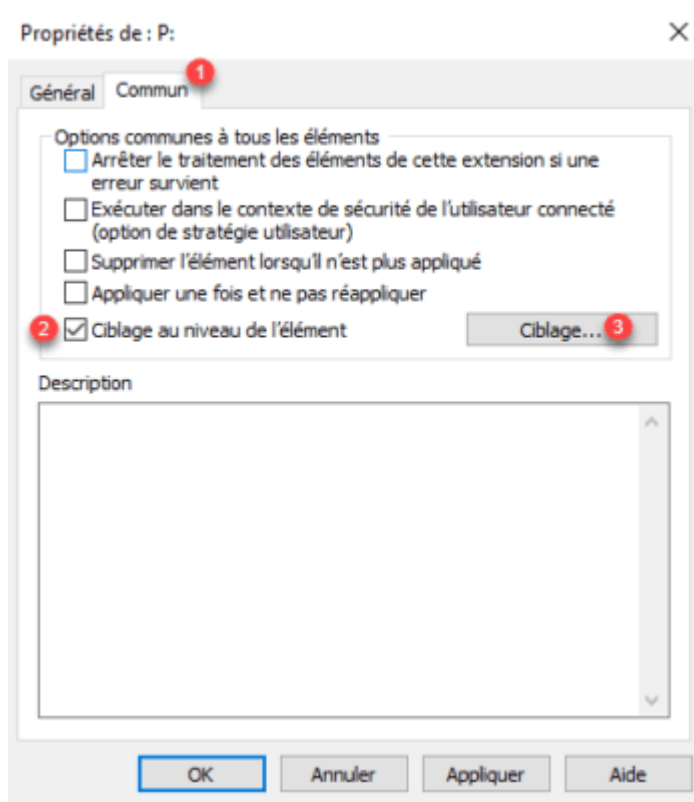 Propriétés de : P:
Général Commun 1
Options communes à tous les éléments
Arrêter le traitement des éléments de cette extension si une
erreur survient
Exécuter dans le contexte de sécurité de l'utilisateur connecté
(option de stratégie utilisateur)
Supprimer l'élément lorsqu'il n'est plus appliqué
Appliquer une fois et ne pas réappliquer
2 Ciblage au niveau de l'élément Ciblage... 3
Description
OK Annuler Appliquer Aide